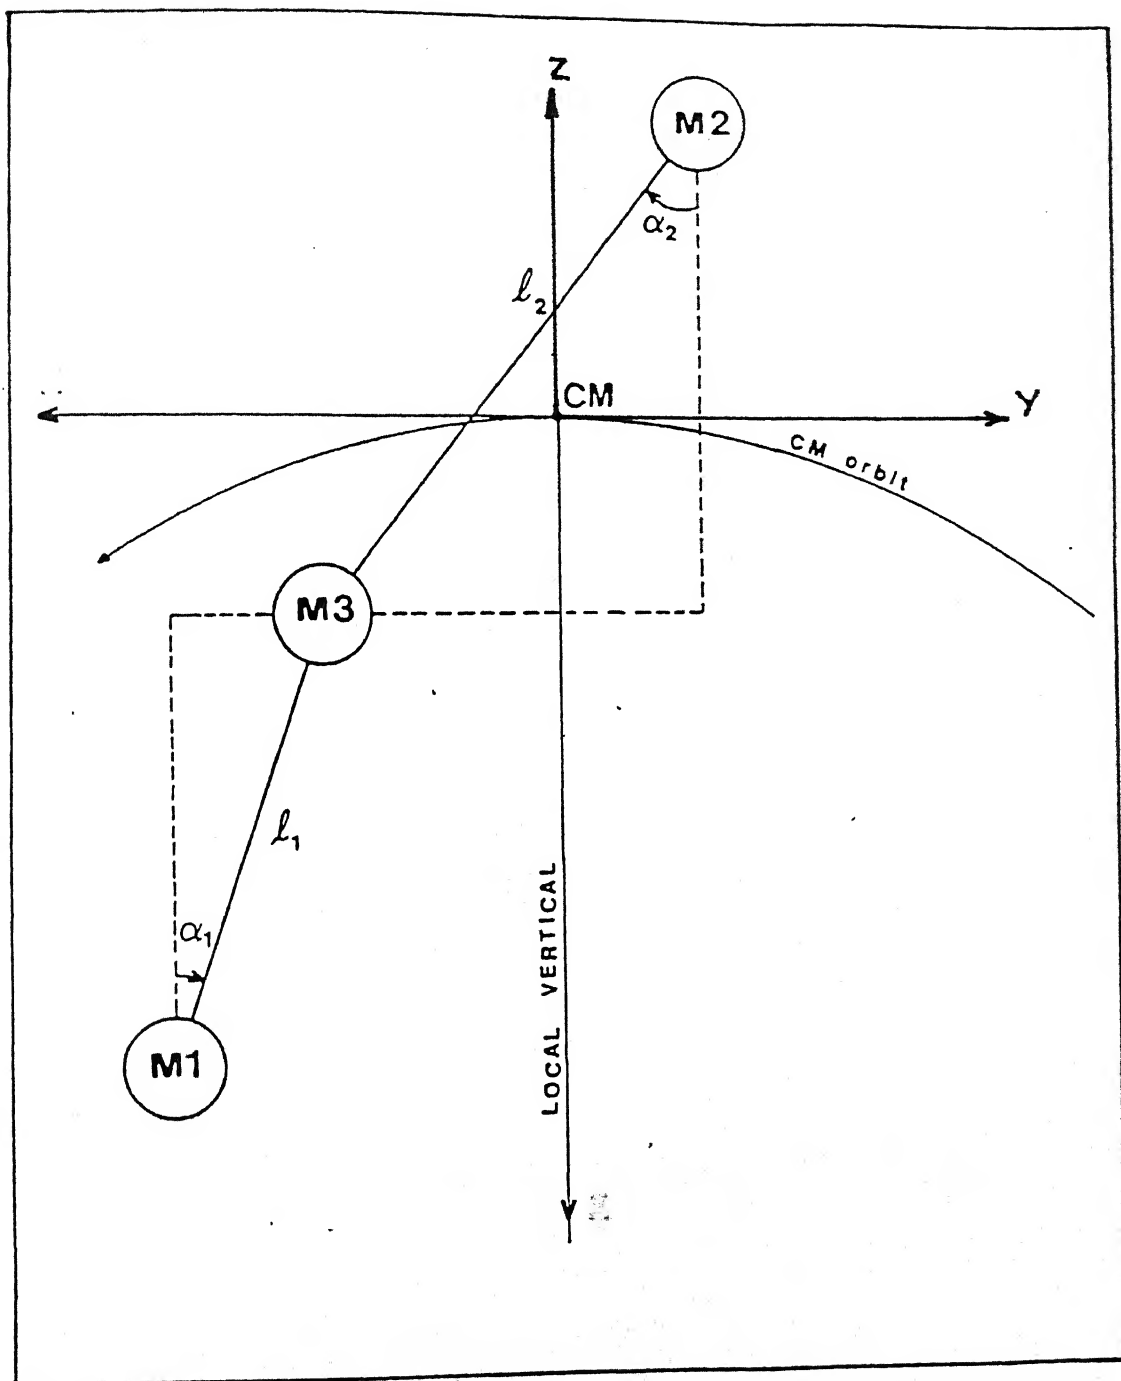 Z
M2
α₂
ℓ₂
CM
Y
CM orbit
M3
ℓ₁
α₁
LOCAL VERTICAL
M1